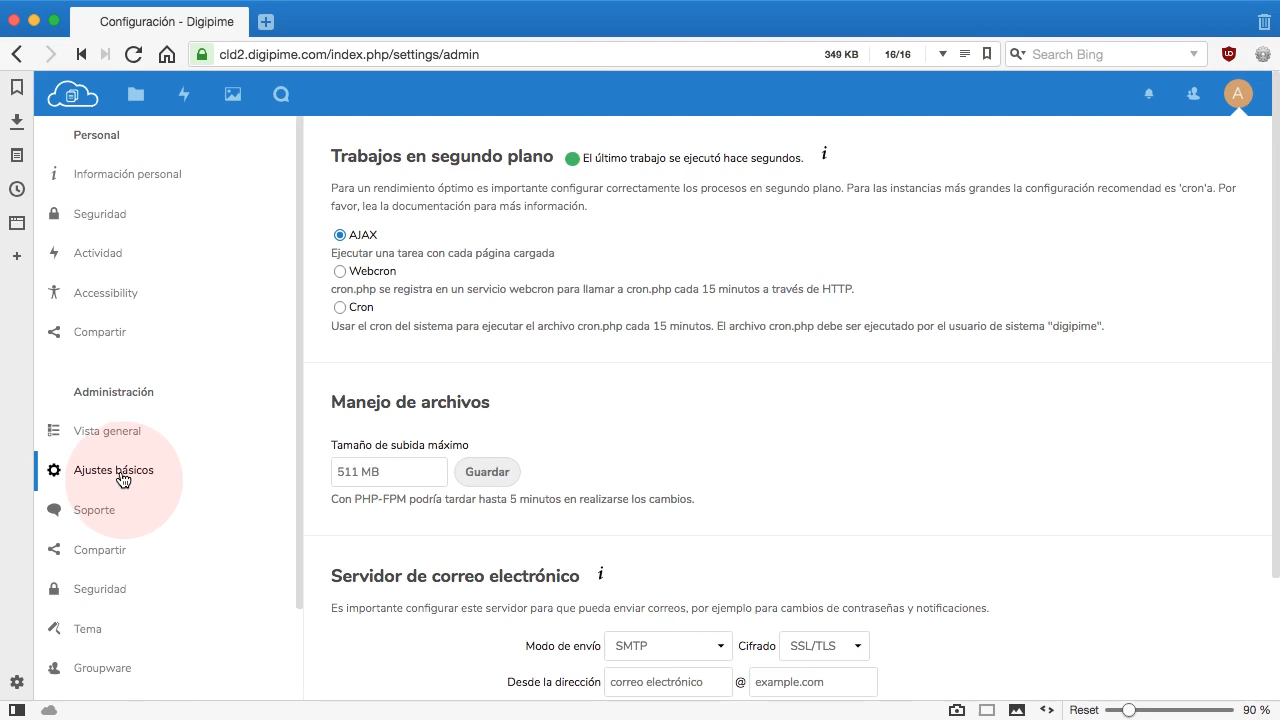 Configuración - Digipime
cld2.digipime.com/index.php/settings/admin
349 KB
16/16
Search Bing
A
Personal
Información personal
Seguridad
Actividad
Accessibility
Compartir
Administración
Vista general
Ajustes básicos
Soporte
Compartir
Seguridad
Tema
Groupware
Trabajos en segundo plano
El último trabajo se ejecutó hace segundos.
Para un rendimiento óptimo es importante configurar correctamente los procesos en segundo plano. Para las instancias más grandes la configuración recomendad es 'cron'a. Por
favor, lea la documentación para más información.
AJAX
Ejecutar una tarea con cada página cargada
Webcron
cron.php se registra en un servicio webcron para llamar a cron.php cada 15 minutos a través de HTTP.
Cron
Usar el cron del sistema para ejecutar el archivo cron.php cada 15 minutos. El archivo cron.php debe ser ejecutado por el usuario de sistema "digipime".
Manejo de archivos
Tamaño de subida máximo
511 MB Guardar
Con PHP-FPM podría tardar hasta 5 minutos en realizarse los cambios.
Servidor de correo electrónico
Es importante configurar este servidor para que pueda enviar correos, por ejemplo para cambios de contraseñas y notificaciones.
Modo de envío SMTP Cifrado SSL/TLS
Desde la dirección correo electrónico @ example.com
Reset 90 %